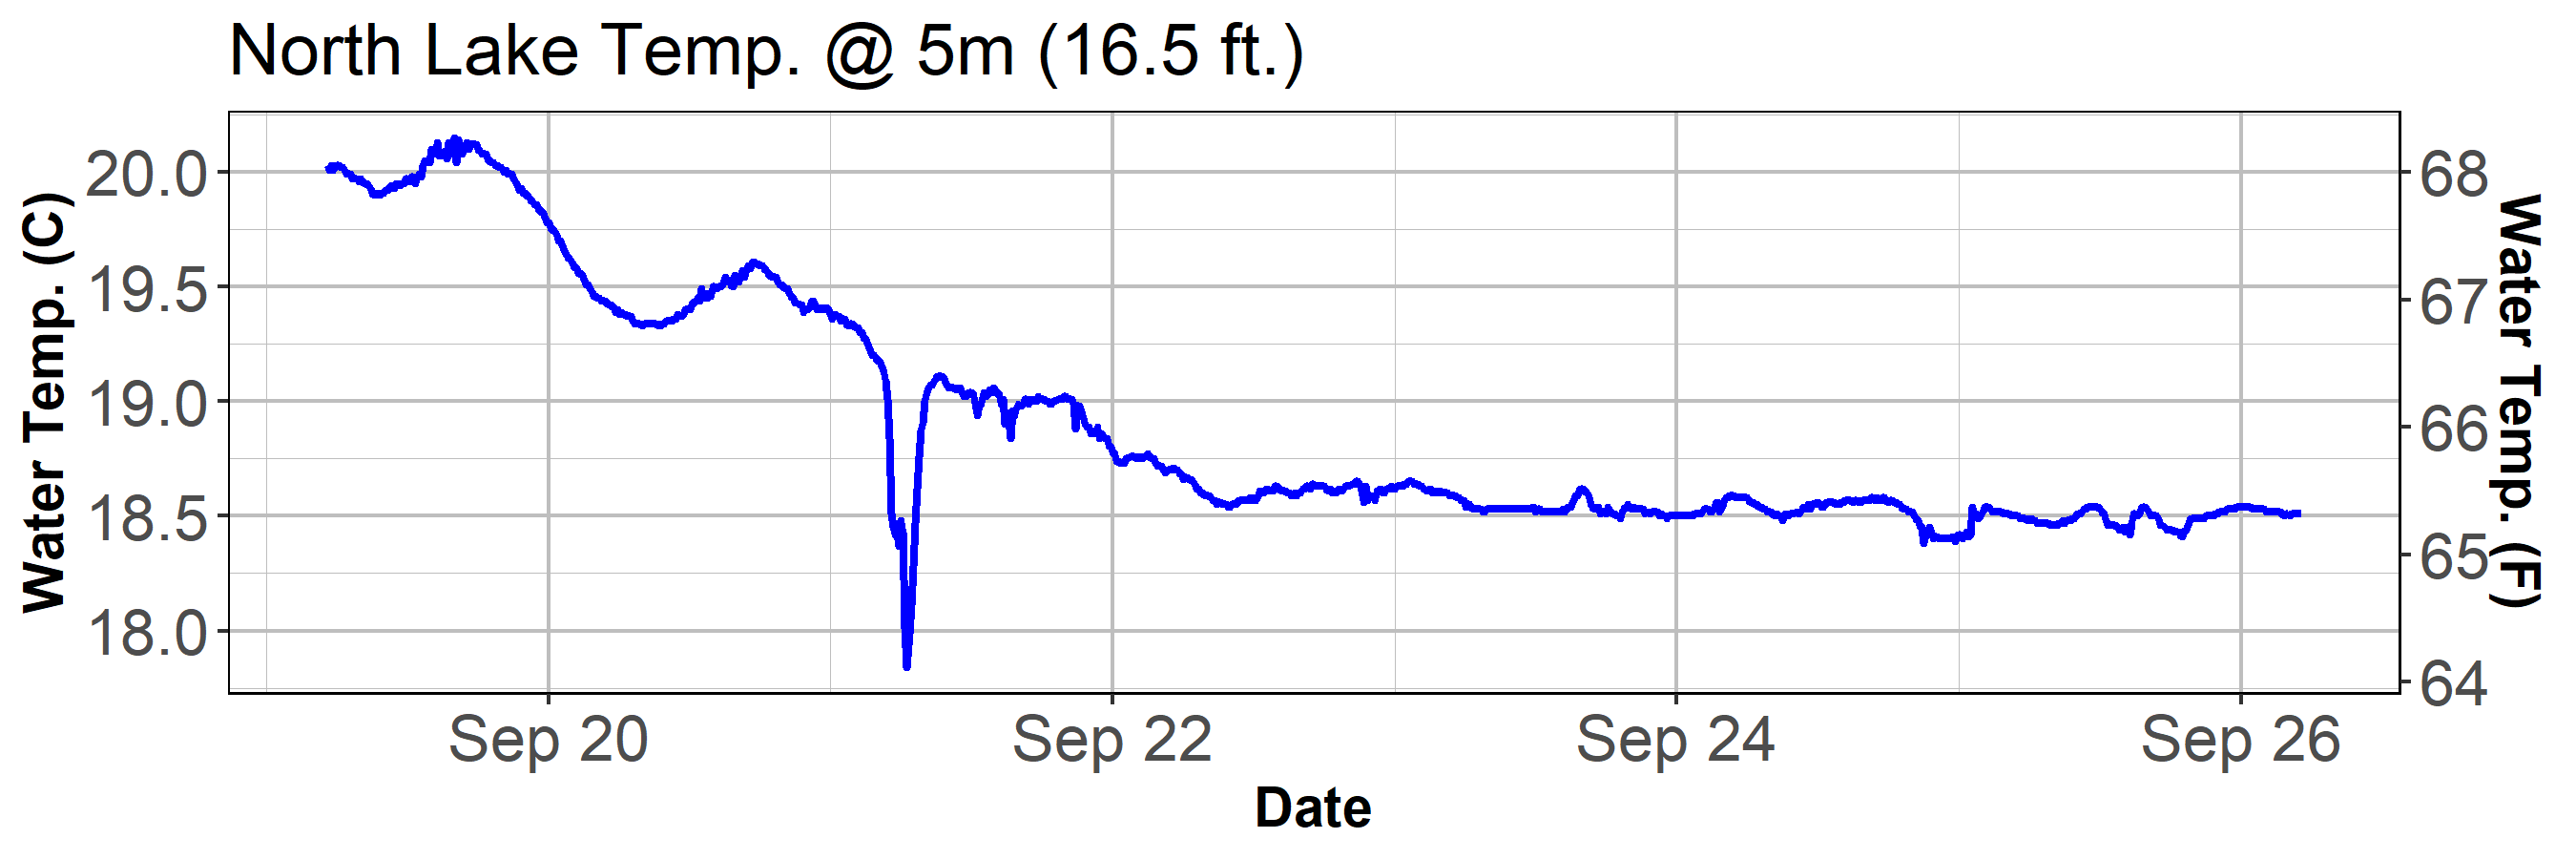 North Lake Temp. @ 5m (16.5 ft.)
Water Temp. (C)
20.0
19.5
19.0
18.5
18.0
68
67
66
65
64
Water Temp. (F)
Sep 20 Sep 22 Sep 24 Sep 26
Date